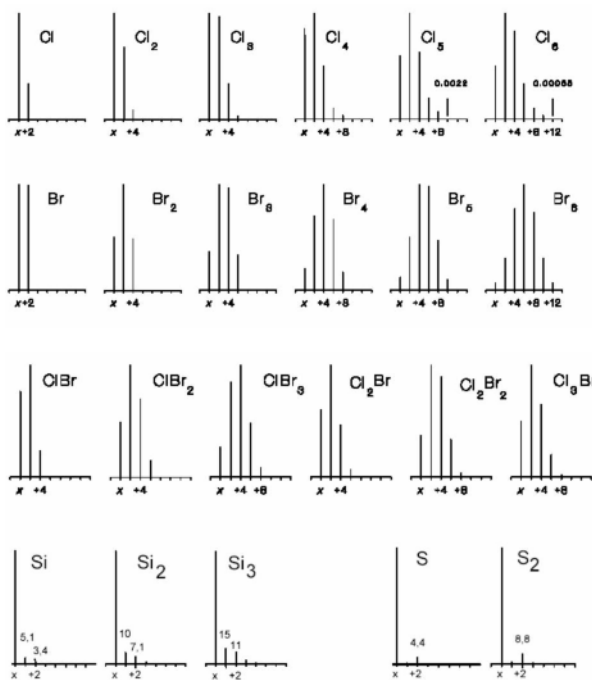 Cl Cl2 Cl3 Cl4 Cl5 Cl6
0.0022 0.00055
x+2 x +4 x +4 x +4 +8 x +4 +8 x +4 +8 +12
Br Br2 Br3 Br4 Br5 Br6
x+2 x +4 x +4 x +4 +8 x +4 +8 x +4 +8 +12
ClBr ClBr2 ClBr3 Cl2Br Cl2Br2 Cl3Br
x +4 x +4 x +4 +8 x +4 x +4 +8 x +4 +8
Si Si2 Si3 S S2
5,1 3,4 10 7,1 15 11 4,4 8,8
x +2 x +2 x +2 x +2 x +2